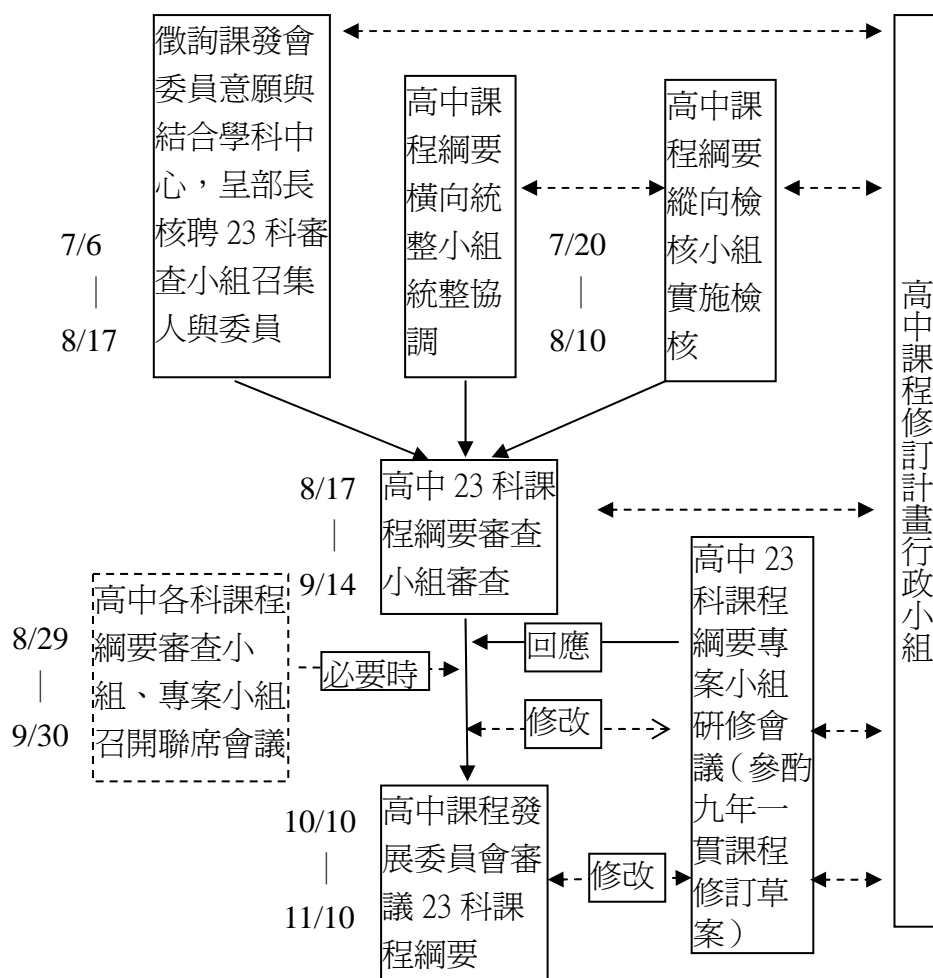 徵詢課發會
委員意願與
結合學科中
心，呈部長
核聘 23 科審
查小組召集
人與委員
7/6
｜
8/17
高中課
程綱要
橫向統
整小組
統整協
調
7/20
｜
8/10
高中課
程綱要
縱向檢
核小組
實施檢
核
高中課程修訂計畫行政小組
8/17
｜
9/14
高中 23 科課
程綱要審查
小組審查
8/29
｜
9/30
高中各科課程
綱要審查小
組、專案小組
召開聯席會議
必要時
回應
修改
高中 23
科課程
綱要專
案小組
研修會
議（參酌
九年一
貫課程
修訂草
案）
10/10
｜
11/10
高中課程發
展委員會審
議 23 科課
程綱要
修改